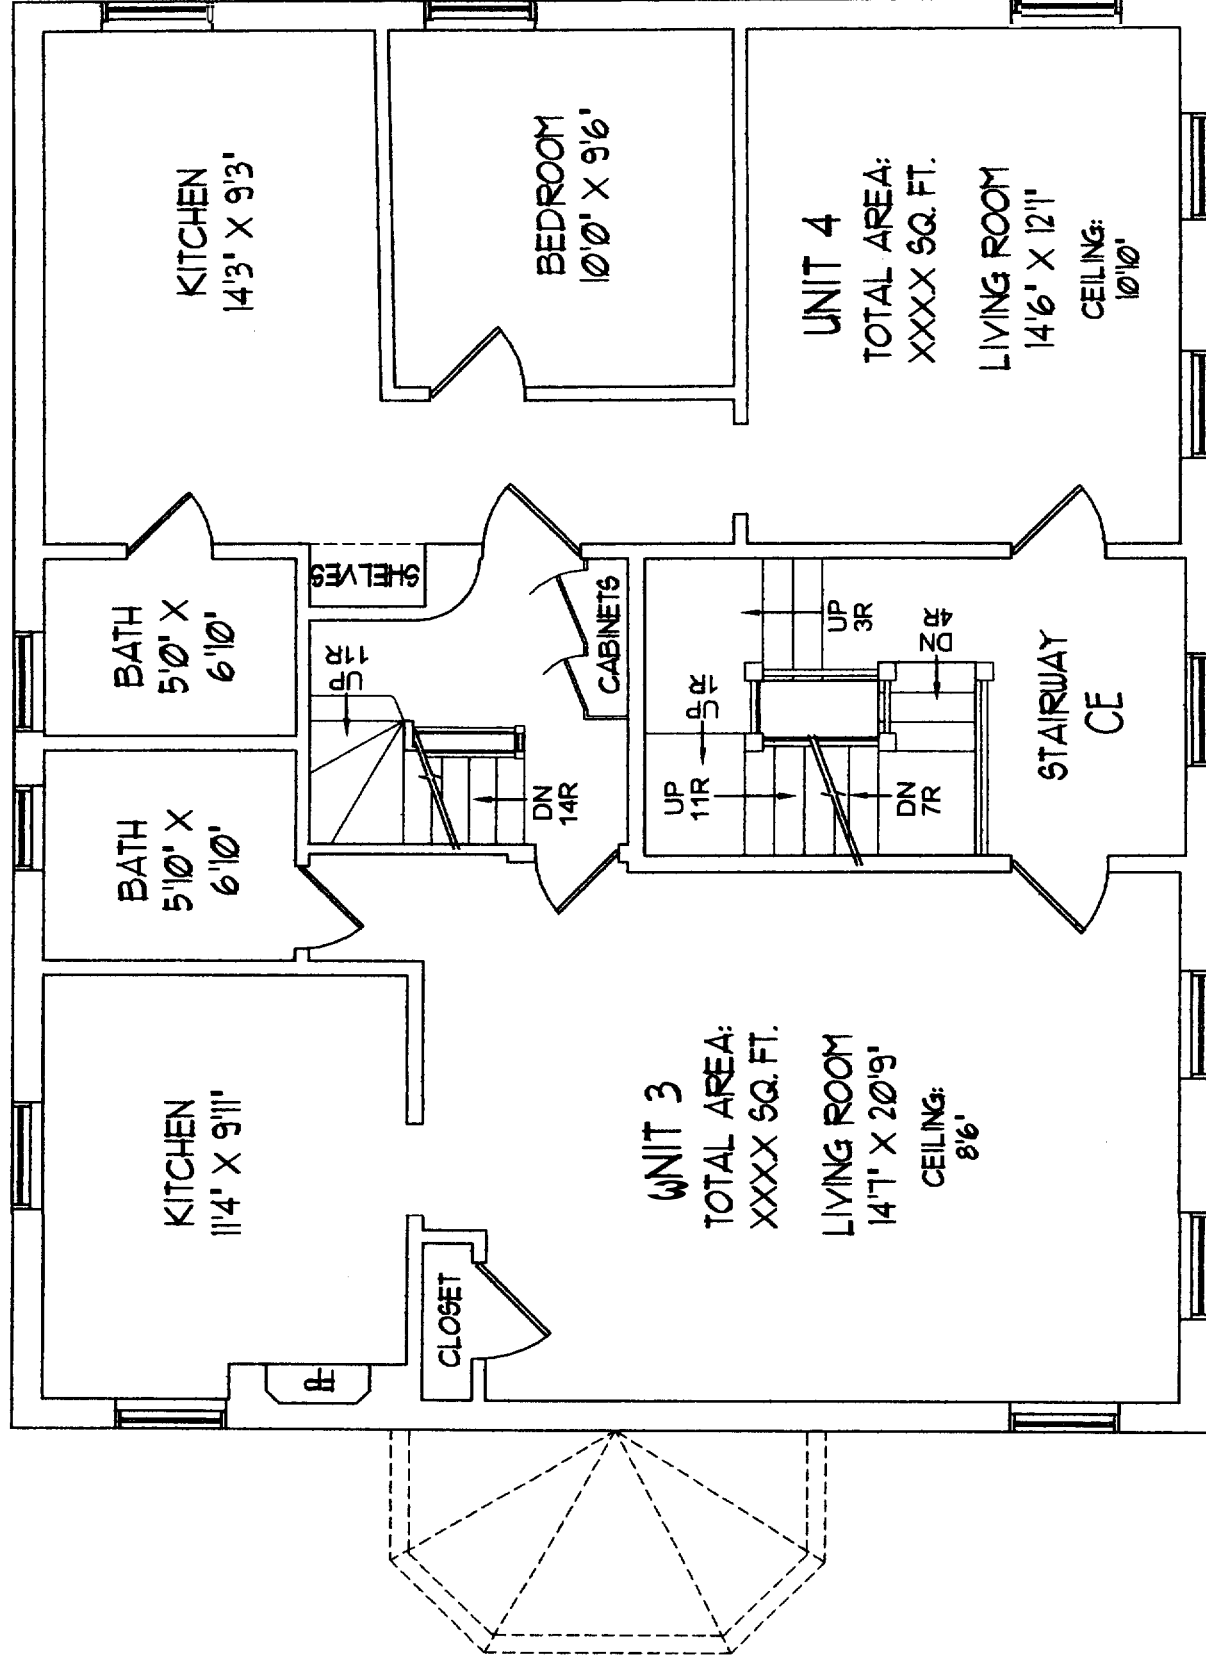 KITCHEN
11'4" X 9'11"
BATH
5'10" X
6'10"
BATH
5'0" X
6'10"
KITCHEN
14'3" X 9'3"
UP
11R
SHELVES
DN
14R
CABINETS
BEDROOM
10'0" X 9'6"
CLOSET
UNIT 3
TOTAL AREA:
XXXX SQ. FT.
LIVING ROOM
14'7" X 20'9"
CEILING:
8'6"
UP
11R
UP
1R
UP
3R
DN
7R
DN
4R
STAIRWAY
CE
UNIT 4
TOTAL AREA:
XXXX SQ. FT.
LIVING ROOM
14'6" X 12'1"
CEILING:
10'10"